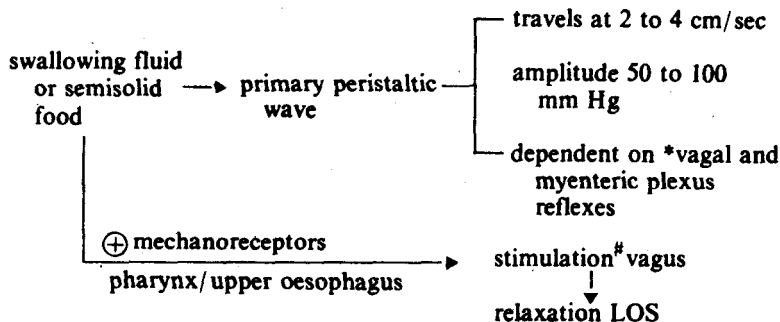 travels at 2 to 4 cm/sec
swallowing fluid
or semisolid
food
primary peristaltic
wave
amplitude 50 to 100
mm Hg
dependent on *vagal and
myenteric plexus
reflexes
⊕ mechanoreceptors
pharynx/upper oesophagus
stimulation# vagus
relaxation LOS